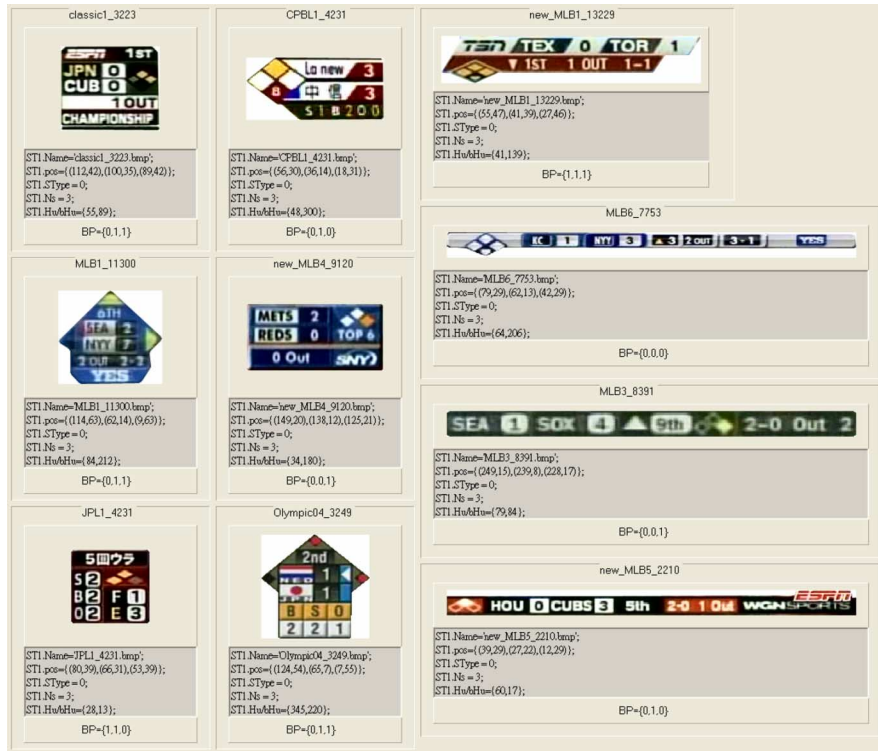 classic1_3223
ESPN 1ST
JPN 0
CUB 0
1 OUT
CHAMPIONSHIP
ST1.Name='classic1_3223.bmp';
ST1.pos={(112,42),(100,35),(89,42)};
ST1.SType = 0;
ST1.Ns = 3;
ST1.Hu/bHu={55,89};
BP={0,1,1}
CPBL1_4231
La new 3
B 中信 3
S 1 B 2 0 0
ST1.Name='CPBL1_4231.bmp';
ST1.pos={(56,30),(36,14),(18,31)};
ST1.SType = 0;
ST1.Ns = 3;
ST1.Hu/bHu={48,300};
BP={0,1,0}
new_MLB1_13229
TSN TEX 0 TOR 1
▼ 1ST 1 OUT 1-1
ST1.Name='new_MLB1_13229.bmp';
ST1.pos={(55,47),(41,39),(27,46)};
ST1.SType = 0;
ST1.Ns = 3;
ST1.Hu/bHu={41,139};
BP={1,1,1}
MLB1_11300
6TH
SEA 2
NYY
2 OUT 2-2
YES
ST1.Name='MLB1_11300.bmp';
ST1.pos={(114,63),(62,14),(9,63)};
ST1.SType = 0;
ST1.Ns = 3;
ST1.Hu/bHu={84,212};
BP={0,1,1}
new_MLB4_9120
METS 2
REDS 0 TOP 6
0 Out SNY
ST1.Name='new_MLB4_9120.bmp';
ST1.pos={(149,20),(138,12),(125,21)};
ST1.SType = 0;
ST1.Ns = 3;
ST1.Hu/bHu={34,180};
BP={0,0,1}
MLB6_7753
KC 1 NYY 3 ▲ 3 2 OUT 3-1 YES
ST1.Name='MLB6_7753.bmp';
ST1.pos={(79,29),(62,13),(42,29)};
ST1.SType = 0;
ST1.Ns = 3;
ST1.Hu/bHu={64,206};
BP={0,0,0}
MLB3_8391
SEA 1 SOX 4 ▲ 9th 2-0 Out 2
ST1.Name='MLB3_8391.bmp';
ST1.pos={(249,15),(239,8),(228,17)};
ST1.SType = 0;
ST1.Ns = 3;
ST1.Hu/bHu={79,84};
BP={0,0,1}
JPL1_4231
5回ウラ
S 2
B 2 F 1
O 2 E 3
ST1.Name='JPL1_4231.bmp';
ST1.pos={(80,39),(66,31),(53,39)};
ST1.SType = 0;
ST1.Ns = 3;
ST1.Hu/bHu={28,13};
BP={1,1,0}
Olympic04_3249
2nd
NED 1
JPN 1
B S O
2 2 1
ST1.Name='Olympic04_3249.bmp';
ST1.pos={(124,54),(65,7),(7,55)};
ST1.SType = 0;
ST1.Ns = 3;
ST1.Hu/bHu={345,220};
BP={0,1,1}
new_MLB5_2210
HOU 0 CUBS 3 5th 2-0 1 Out WGN ESPN SPORTS
ST1.Name='new_MLB5_2210.bmp';
ST1.pos={(39,29),(27,22),(12,29)};
ST1.SType = 0;
ST1.Ns = 3;
ST1.Hu/bHu={60,17};
BP={0,1,0}